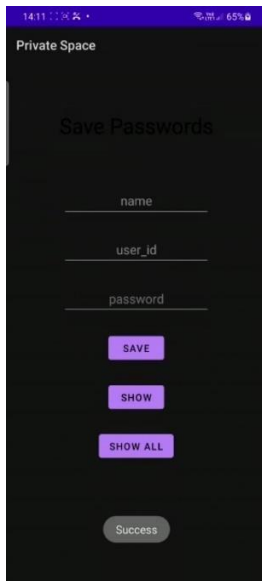 14:11 65%
Private Space
Save Passwords
name
user_id
password
SAVE
SHOW
SHOW ALL
Success